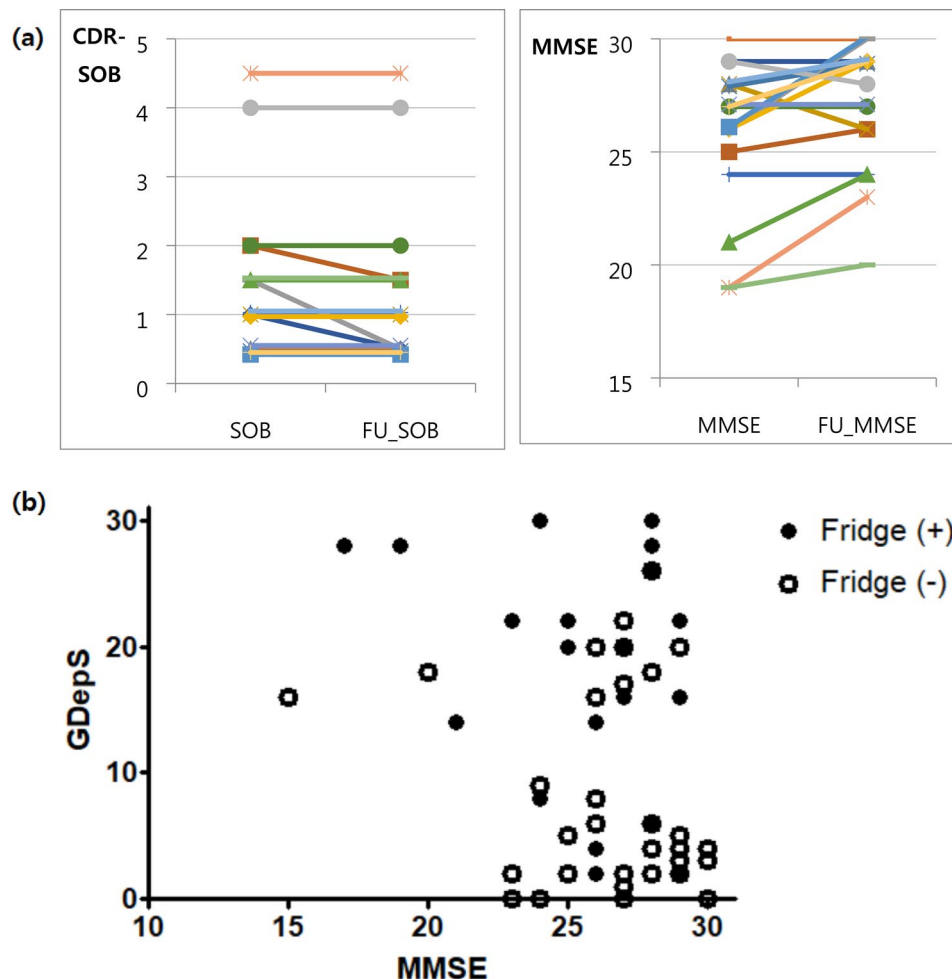 (a)
CDR-
SOB
5
4
3
2
1
0
SOB FU_SOB
MMSE
30
25
20
15
MMSE FU_MMSE
(b)
GDepS
30
20
10
0
10 15 20 25 30
MMSE
Fridge (+)
Fridge (-)